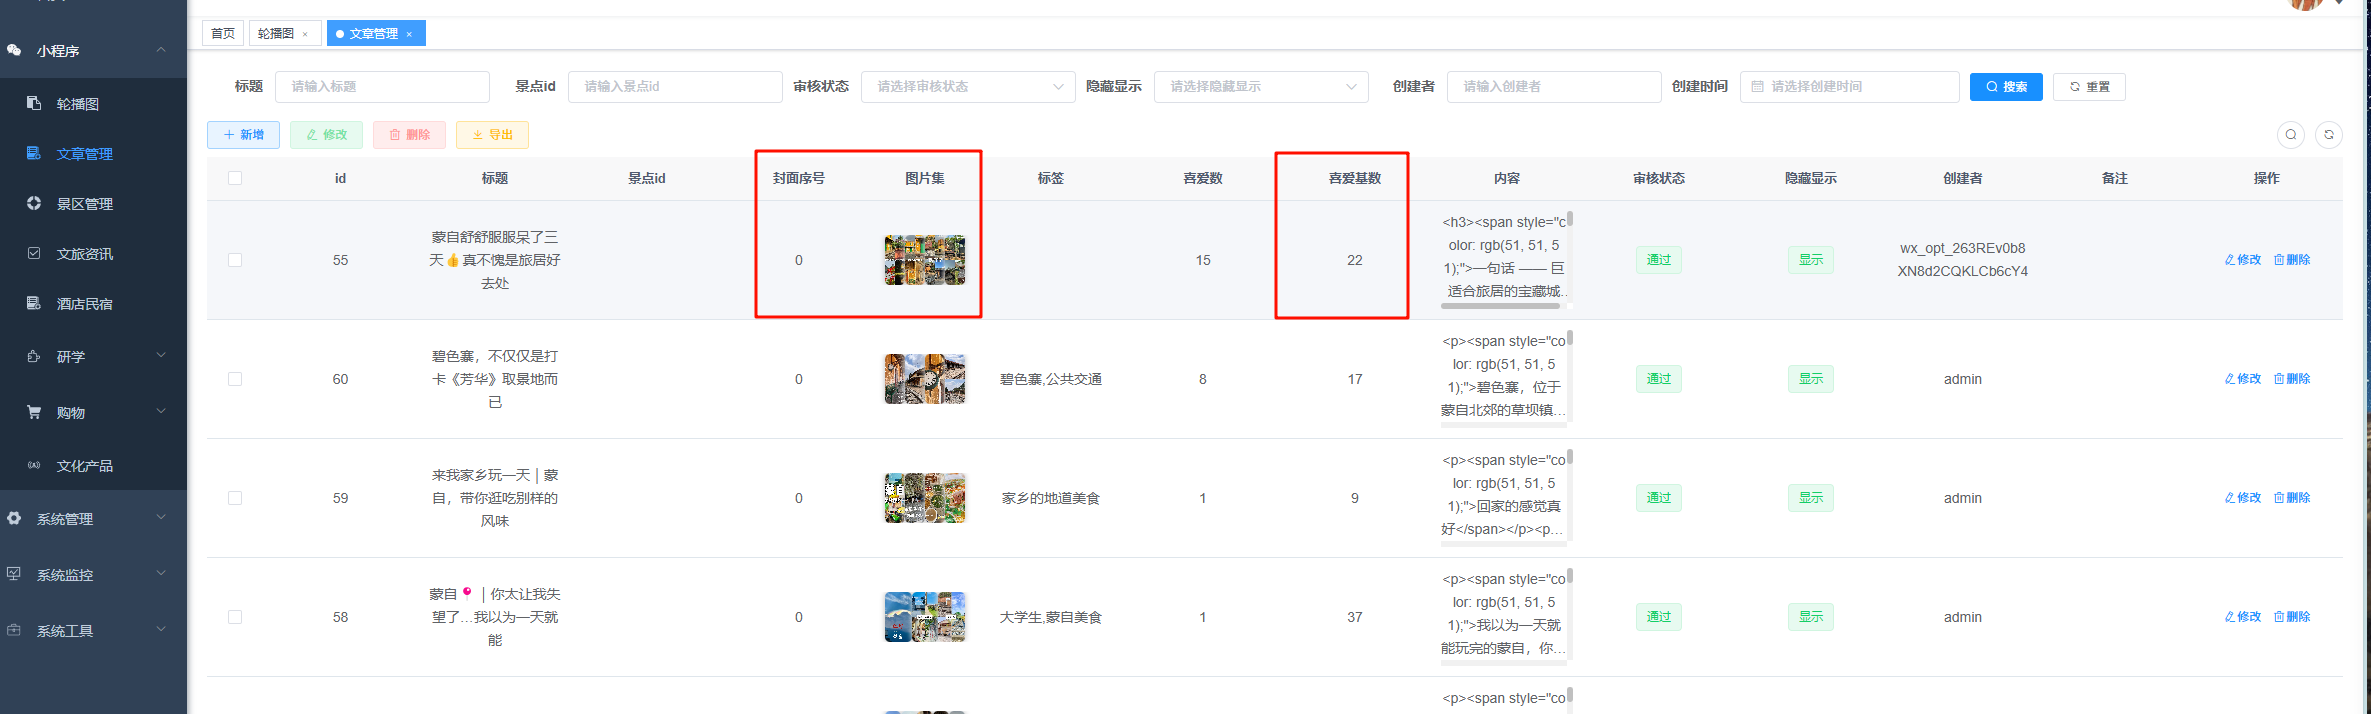 小程序
轮播图
文章管理
景区管理
文旅资讯
酒店民宿
研学
购物
文化产品
系统管理
系统监控
系统工具
首页
轮播图 ×
文章管理 ×
标题 请输入标题
景点id 请输入景点id
审核状态 请选择审核状态
隐藏显示 请选择隐藏显示
创建者 请输入创建者
创建时间 请选择创建时间
搜索
重置
新增
修改
删除
导出
id 标题 景点id 封面序号 图片集 标签 喜爱数 喜爱基数 内容 审核状态 隐藏显示 创建者 备注 操作
55
蒙自舒舒服服呆了三
天👍真不愧是旅居好
去处
0
15
22
<h3><span style="c
olor: rgb(51, 51, 5
1);">一句话 —— 巨
适合旅居的宝藏城...
通过
显示
wx_opt_263REv0b8
XN8d2CQKLCb6cY4
修改 删除
60
碧色寨，不仅仅是打
卡《芳华》取景地而
已
0
碧色寨,公共交通
8
17
<p><span style="co
lor: rgb(51, 51, 5
1);">碧色寨，位于
蒙自北郊的草坝镇...
通过
显示
admin
修改 删除
59
来我家乡玩一天｜蒙
自，带你逛吃别样的
风味
0
家乡的地道美食
1
9
<p><span style="co
lor: rgb(51, 51, 5
1);">回家的感觉真
好</span></p><p...
通过
显示
admin
修改 删除
58
蒙自📍｜你太让我失
望了...我以为一天就
能
0
大学生,蒙自美食
1
37
<p><span style="co
lor: rgb(51, 51, 5
1);">我以为一天就
能玩完的蒙自，你...
通过
显示
admin
修改 删除
<p><span style="co